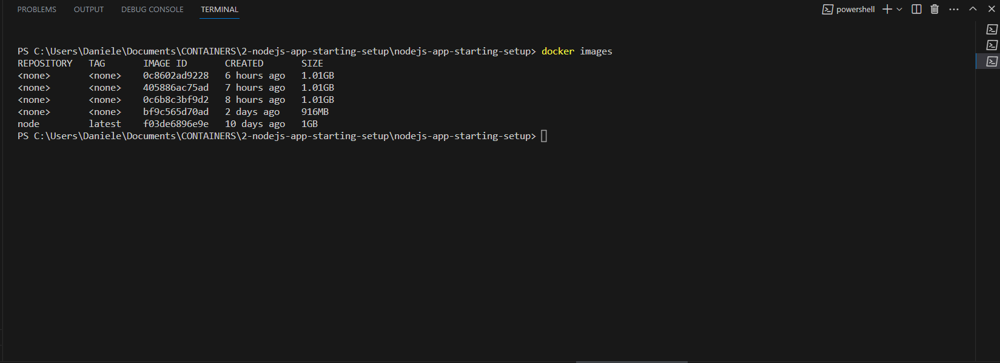 PROBLEMS OUTPUT DEBUG CONSOLE TERMINAL powershell
PS C:\Users\Daniele\Documents\CONTAINERS\2-nodejs-app-starting-setup\nodejs-app-starting-setup> docker images
REPOSITORY TAG IMAGE ID CREATED SIZE
<none> <none> 0c8602ad9228 6 hours ago 1.01GB
<none> <none> 405886ac75ad 7 hours ago 1.01GB
<none> <none> 0c6b8c3bf9d2 8 hours ago 1.01GB
<none> <none> bf9c565d70ad 2 days ago 916MB
node latest f03de6896e9e 10 days ago 1GB
PS C:\Users\Daniele\Documents\CONTAINERS\2-nodejs-app-starting-setup\nodejs-app-starting-setup>